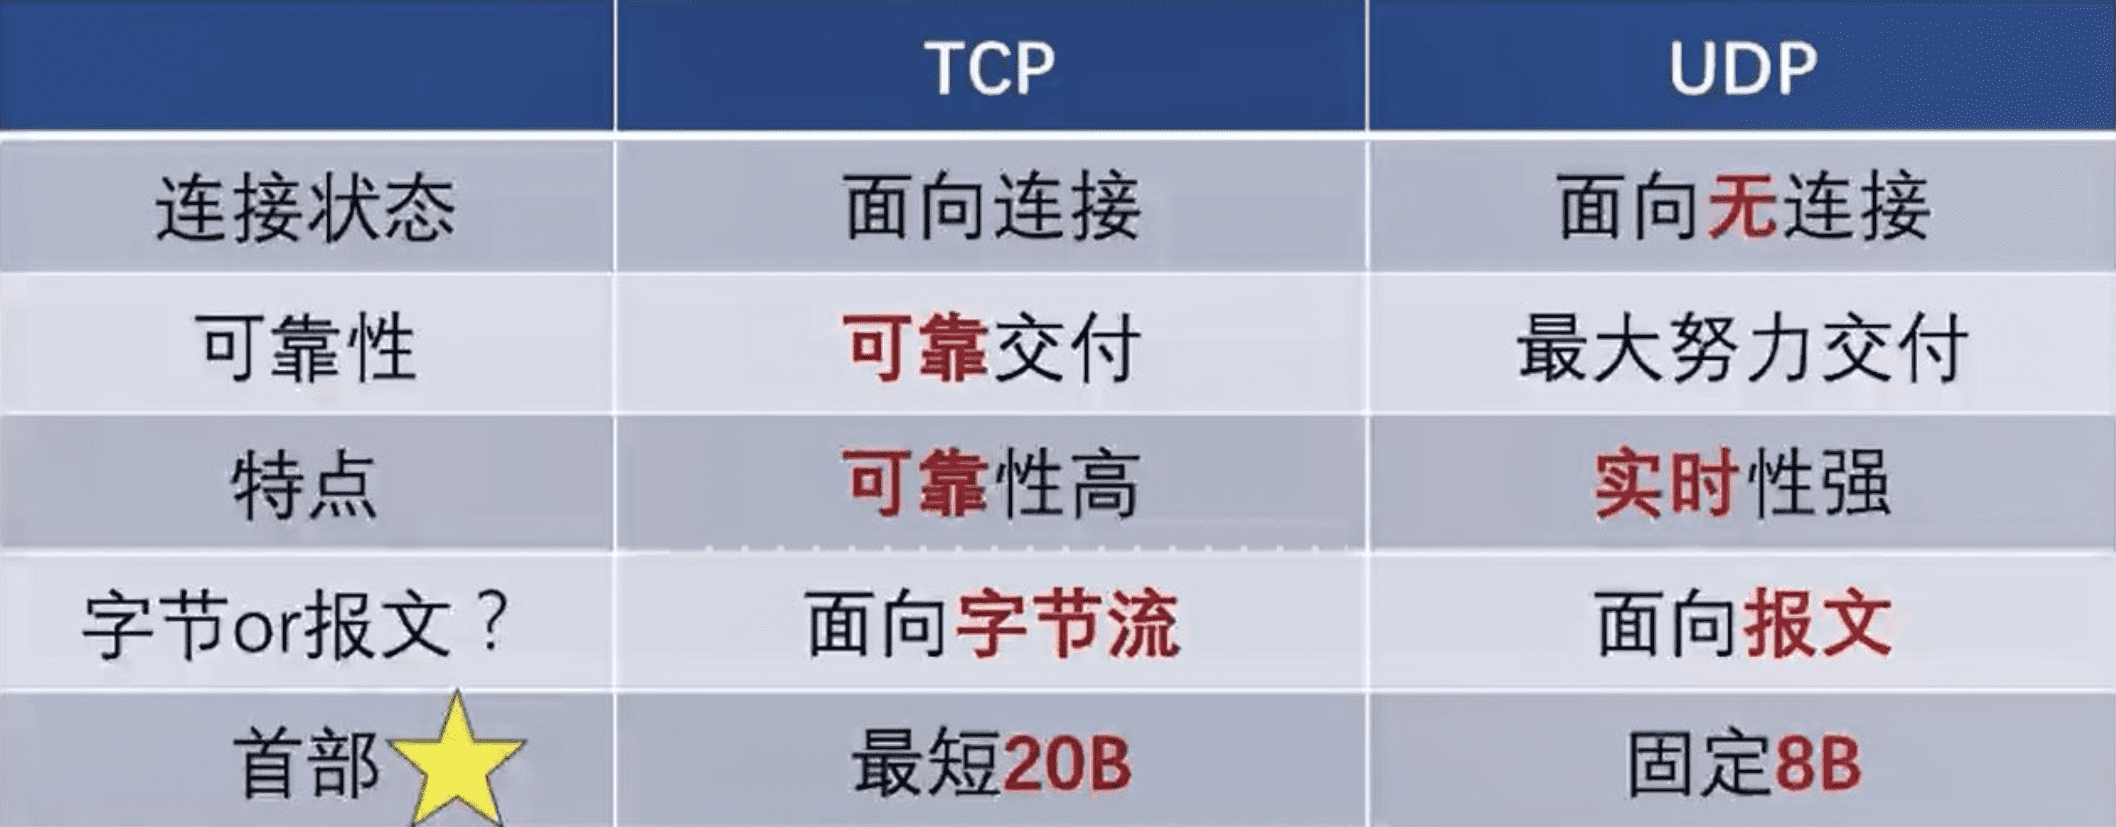 TCP UDP
连接状态 面向连接 面向无连接
可靠性 可靠交付 最大努力交付
特点 可靠性高 实时性强
字节or报文？ 面向字节流 面向报文
首部 最短20B 固定8B